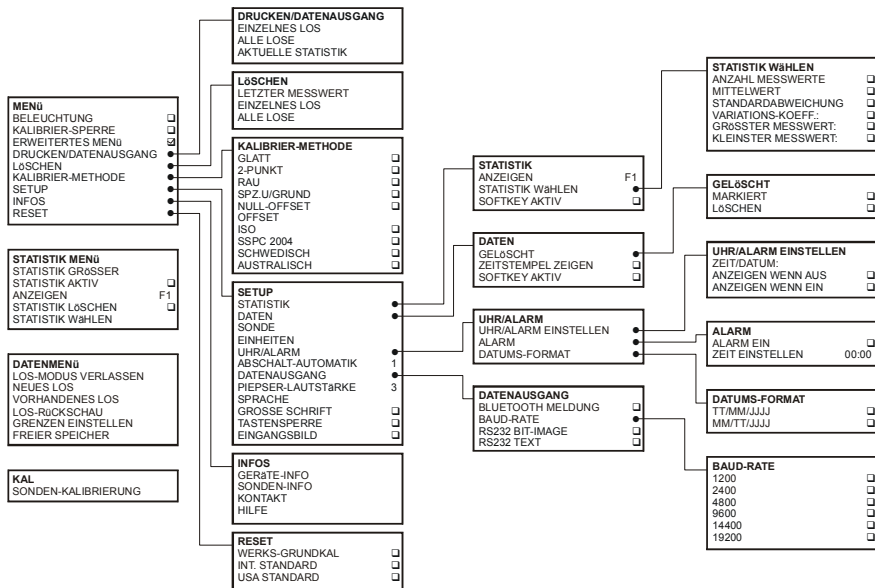 MENü
BELEUCHTUNG
KALIBRIER-SPERRE
ERWEITERTES MENü
DRUCKEN/DATENAUSGANG
LöSCHEN
KALIBRIER-METHODE
SETUP
INFOS
RESET
STATISTIK MENü
STATISTIK GRöSSER
STATISTIK AKTIV
ANZEIGEN F1
STATISTIK LöSCHEN
STATISTIK WäHLEN
DATENMENü
LOS-MODUS VERLASSEN
NEUES LOS
VORHANDENES LOS
LOS-RüCKSCHAU
GRENZEN EINSTELLEN
FREIER SPEICHER
KAL
SONDEN-KALIBRIERUNG
DRUCKEN/DATENAUSGANG
EINZELNES LOS
ALLE LOSE
AKTUELLE STATISTIK
LöSCHEN
LETZTER MESSWERT
EINZELNES LOS
ALLE LOSE
KALIBRIER-METHODE
GLATT
2-PUNKT
RAU
SPZ.U/GRUND
NULL-OFFSET
OFFSET
ISO
SSPC 2004
SCHWEDISCH
AUSTRALISCH
SETUP
STATISTIK
DATEN
SONDE
EINHEITEN
UHR/ALARM
ABSCHALT-AUTOMATIK 1
DATENAUSGANG
PIEPSER-LAUTSTäRKE 3
SPRACHE
GROSSE SCHRIFT
TASTENSPERRE
EINGANGSBILD
INFOS
GERäTE-INFO
SONDEN-INFO
KONTAKT
HILFE
RESET
WERKS-GRUNDKAL
INT. STANDARD
USA STANDARD
STATISTIK
ANZEIGEN F1
STATISTIK WäHLEN
SOFTKEY AKTIV
DATEN
GELöSCHT
ZEITSTEMPEL ZEIGEN
SOFTKEY AKTIV
UHR/ALARM
UHR/ALARM EINSTELLEN
ALARM
DATUMS-FORMAT
DATENAUSGANG
BLUETOOTH MELDUNG
BAUD-RATE
RS232 BIT-IMAGE
RS232 TEXT
STATISTIK WäHLEN
ANZAHL MESSWERTE
MITTELWERT
STANDARDABWEICHUNG
VARIATIONS-KOEFF.:
GRöSSTER MESSWERT:
KLEINSTER MESSWERT:
GELöSCHT
MARKIERT
LöSCHEN
UHR/ALARM EINSTELLEN
ZEIT/DATUM:
ANZEIGEN WENN AUS
ANZEIGEN WENN EIN
ALARM
ALARM EIN
ZEIT EINSTELLEN 00:00
DATUMS-FORMAT
TT/MM/JJJJ
MM/TT/JJJJ
BAUD-RATE
1200
2400
4800
9600
14400
19200